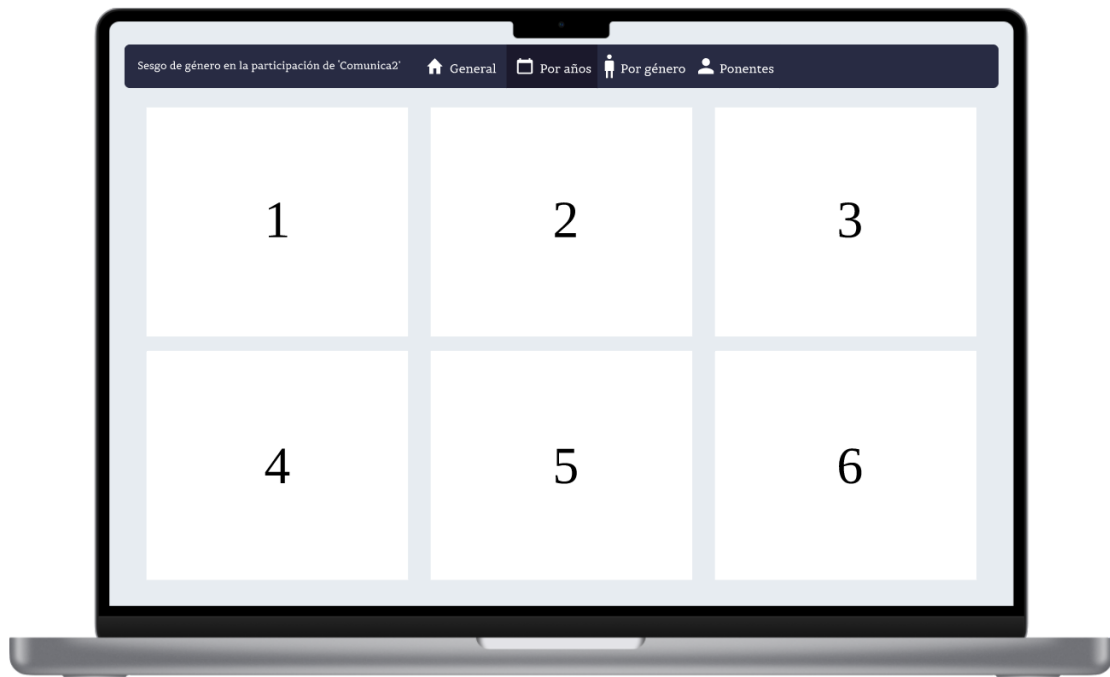 Sesgo de género en la participación de 'Comunica2' General Por años Por género Ponentes
1 2 3
4 5 6